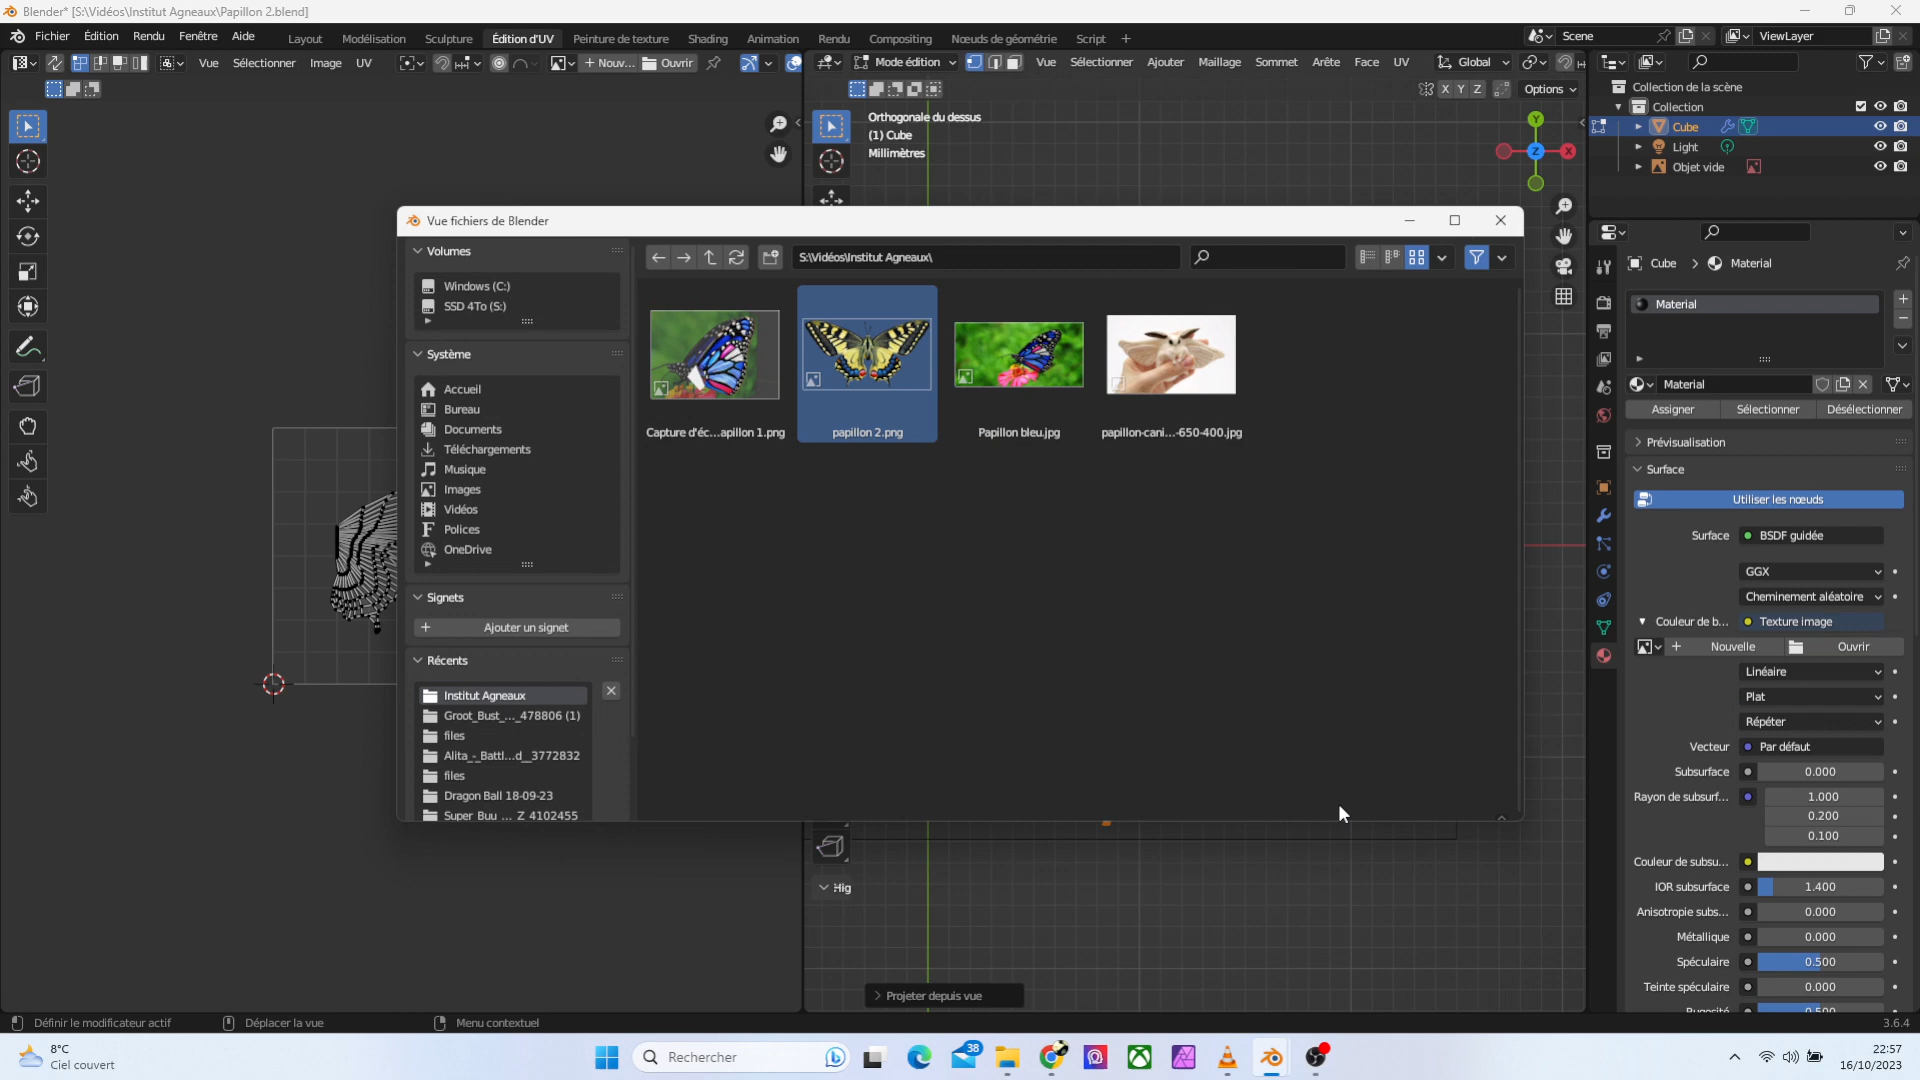 Blender* [S:\Vidéos\Institut Agneaux\Papillon 2.blend]
Fichier Édition Rendu Fenêtre Aide
Layout Modélisation Sculpture Édition d'UV Peinture de texture Shading Animation Rendu Compositing Nœuds de géométrie Script +
Scene
ViewLayer
Vue Sélectionner Image UV
+ Nouv... Ouvrir
Mode édition Vue Sélectionner Ajouter Maillage Sommet Arête Face UV
Global
X Y Z Options
Orthogonale du dessus
(1) Cube
Millimètres
Y
Z
X
Collection de la scène
Collection
Cube
Light
Objet vide
Vue fichiers de Blender
Volumes
Windows (C:)
SSD 4To (S:)
Système
Accueil
Bureau
Documents
Téléchargements
Musique
Images
Vidéos
Polices
OneDrive
Signets
+ Ajouter un signet
Récents
Institut Agneaux
Groot_Bust_..._478806 (1)
files
Alita_-_Battl...d__3772832
files
Dragon Ball 18-09-23
Super Buu ... Z 4102455
S:\Vidéos\Institut Agneaux\
Capture d'éc...apillon 1.png
papillon 2.png
Papillon bleu.jpg
papillon-cani...-650-400.jpg
Hig
Projeter depuis vue
Cube > Material
Material
Material
Assigner Sélectionner Désélectionner
Prévisualisation
Surface
Utiliser les nœuds
Surface BSDF guidée
GGX
Cheminement aléatoire
Couleur de b... Texture image
+ Nouvelle Ouvrir
Linéaire
Plat
Répéter
Vecteur Par défaut
Subsurface 0.000
Rayon de subsurf... 1.000
0.200
0.100
Couleur de subsu...
IOR subsurface 1.400
Anisotropie subs... 0.000
Métallique 0.000
Spéculaire 0.500
Teinte spéculaire 0.000
Rugosité 0.500
Définir le modificateur actif Déplacer la vue Menu contextuel
3.6.4
8°C
Ciel couvert
Rechercher
38
22:57
16/10/2023